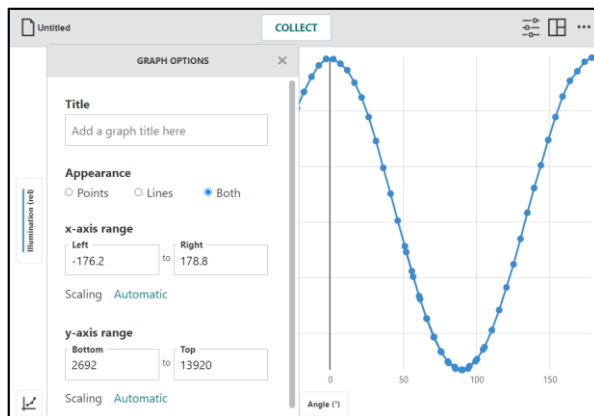 Untitled
COLLECT
GRAPH OPTIONS
Title
Add a graph title here
Appearance
Points Lines Both
x-axis range
Left Right
-176.2 to 178.8
Scaling Automatic
y-axis range
Bottom Top
2692 to 13920
Scaling Automatic
Illumination (rel)
0 50 100 150
Angle (°)